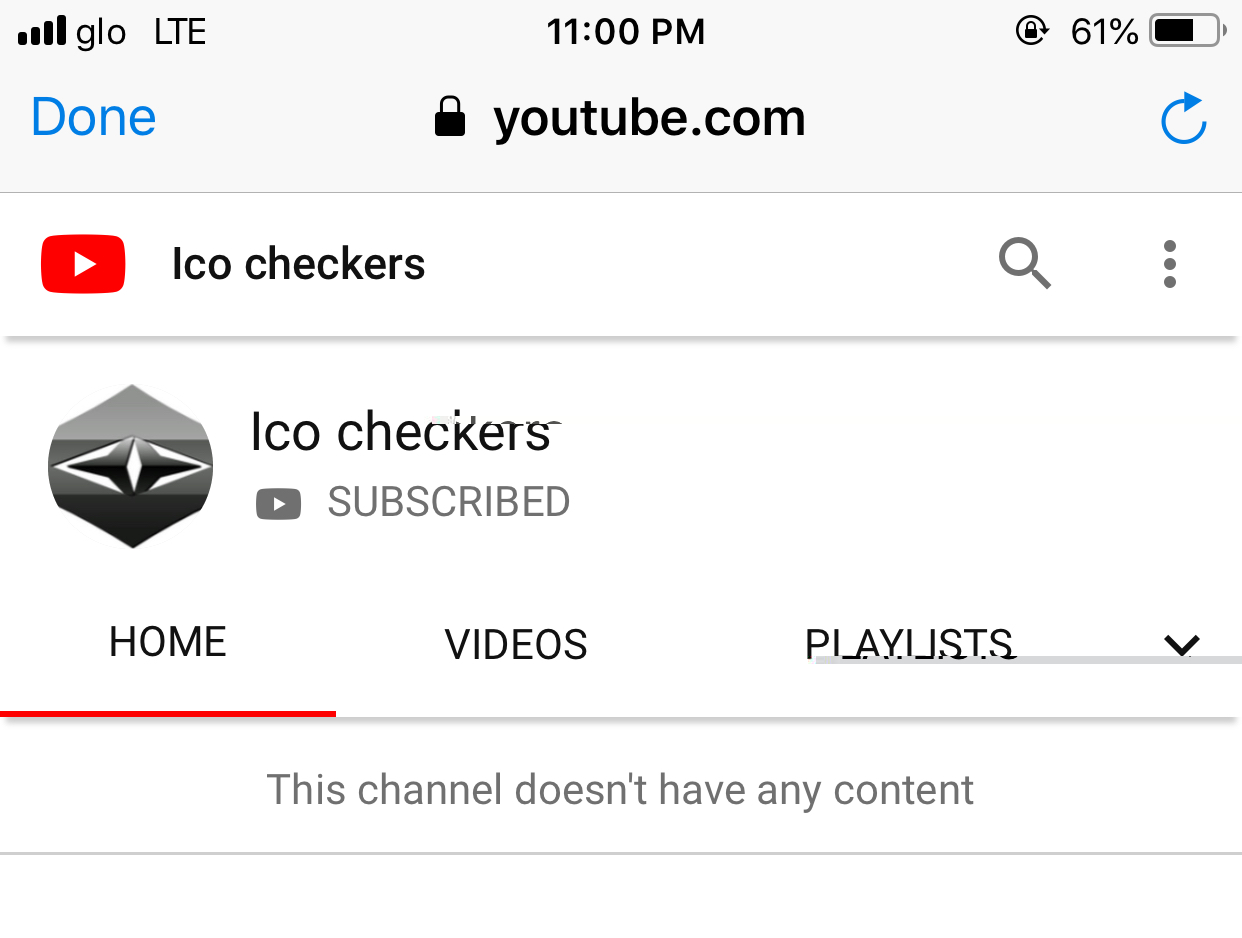 glo LTE 11:00 PM 61%
Done youtube.com
Ico checkers
Ico checkers
SUBSCRIBED
HOME VIDEOS PLAYLISTS
This channel doesn't have any content